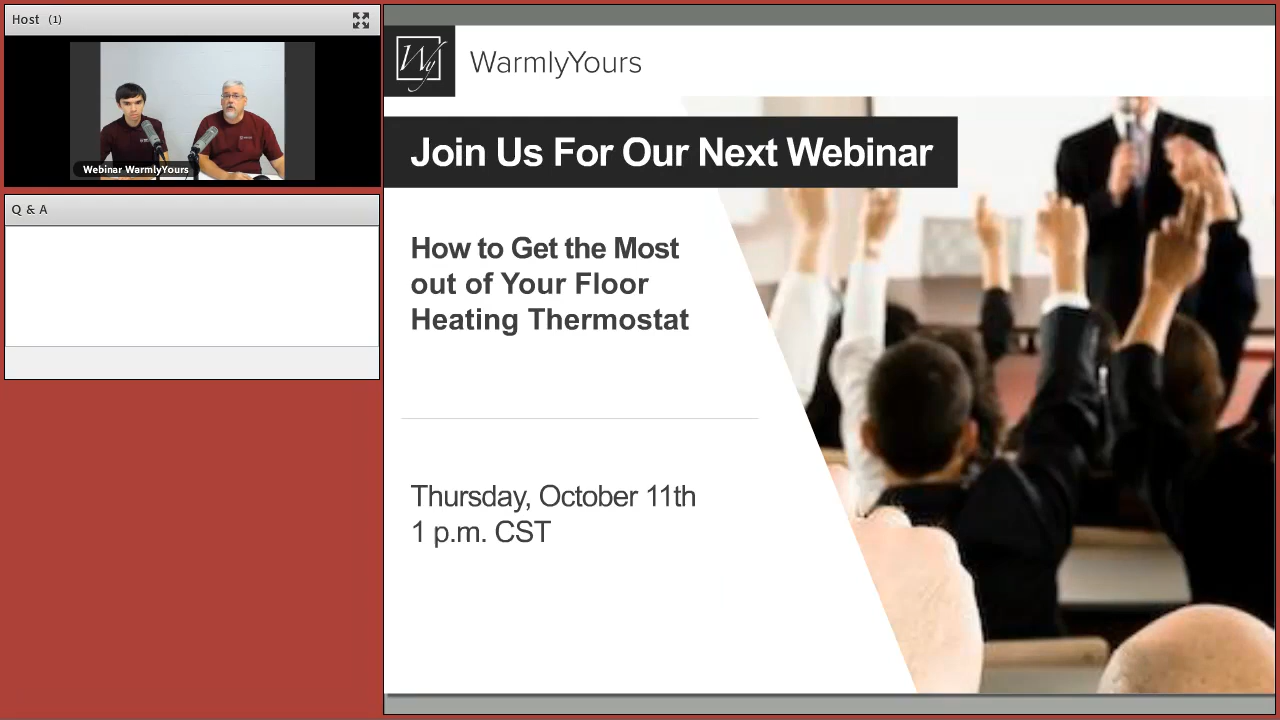 Host (1)
Webinar WarmlyYours
Q & A
Wy
WarmlyYours
Join Us For Our Next Webinar
How to Get the Most
out of Your Floor
Heating Thermostat
Thursday, October 11th
1 p.m. CST